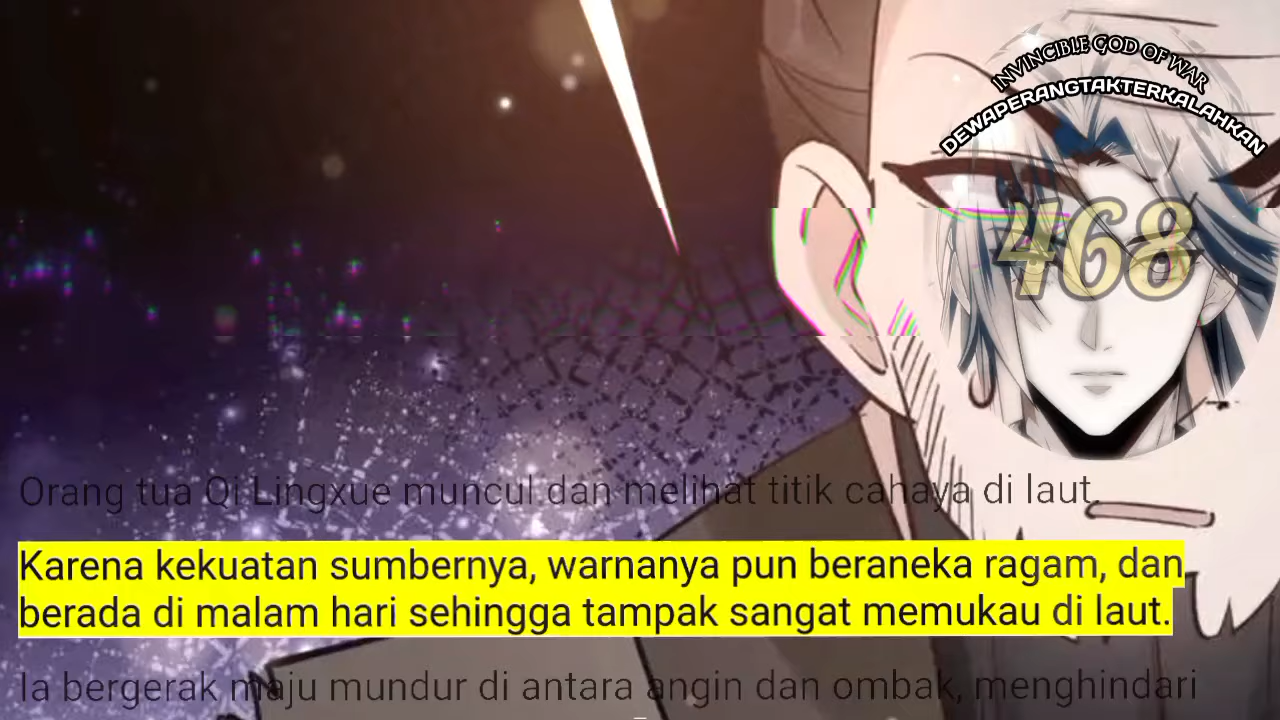 INVINCIBLE GOD OF WAR
DEWAPERANGTAKTERKALAHKAN
468
Orang tua Qi Lingxue muncul dan melihat titik cahaya di laut.
Karena kekuatan sumbernya, warnanya pun beraneka ragam, dan
berada di malam hari sehingga tampak sangat memukau di laut.
Ia bergerak maju mundur di antara angin dan ombak, menghindari